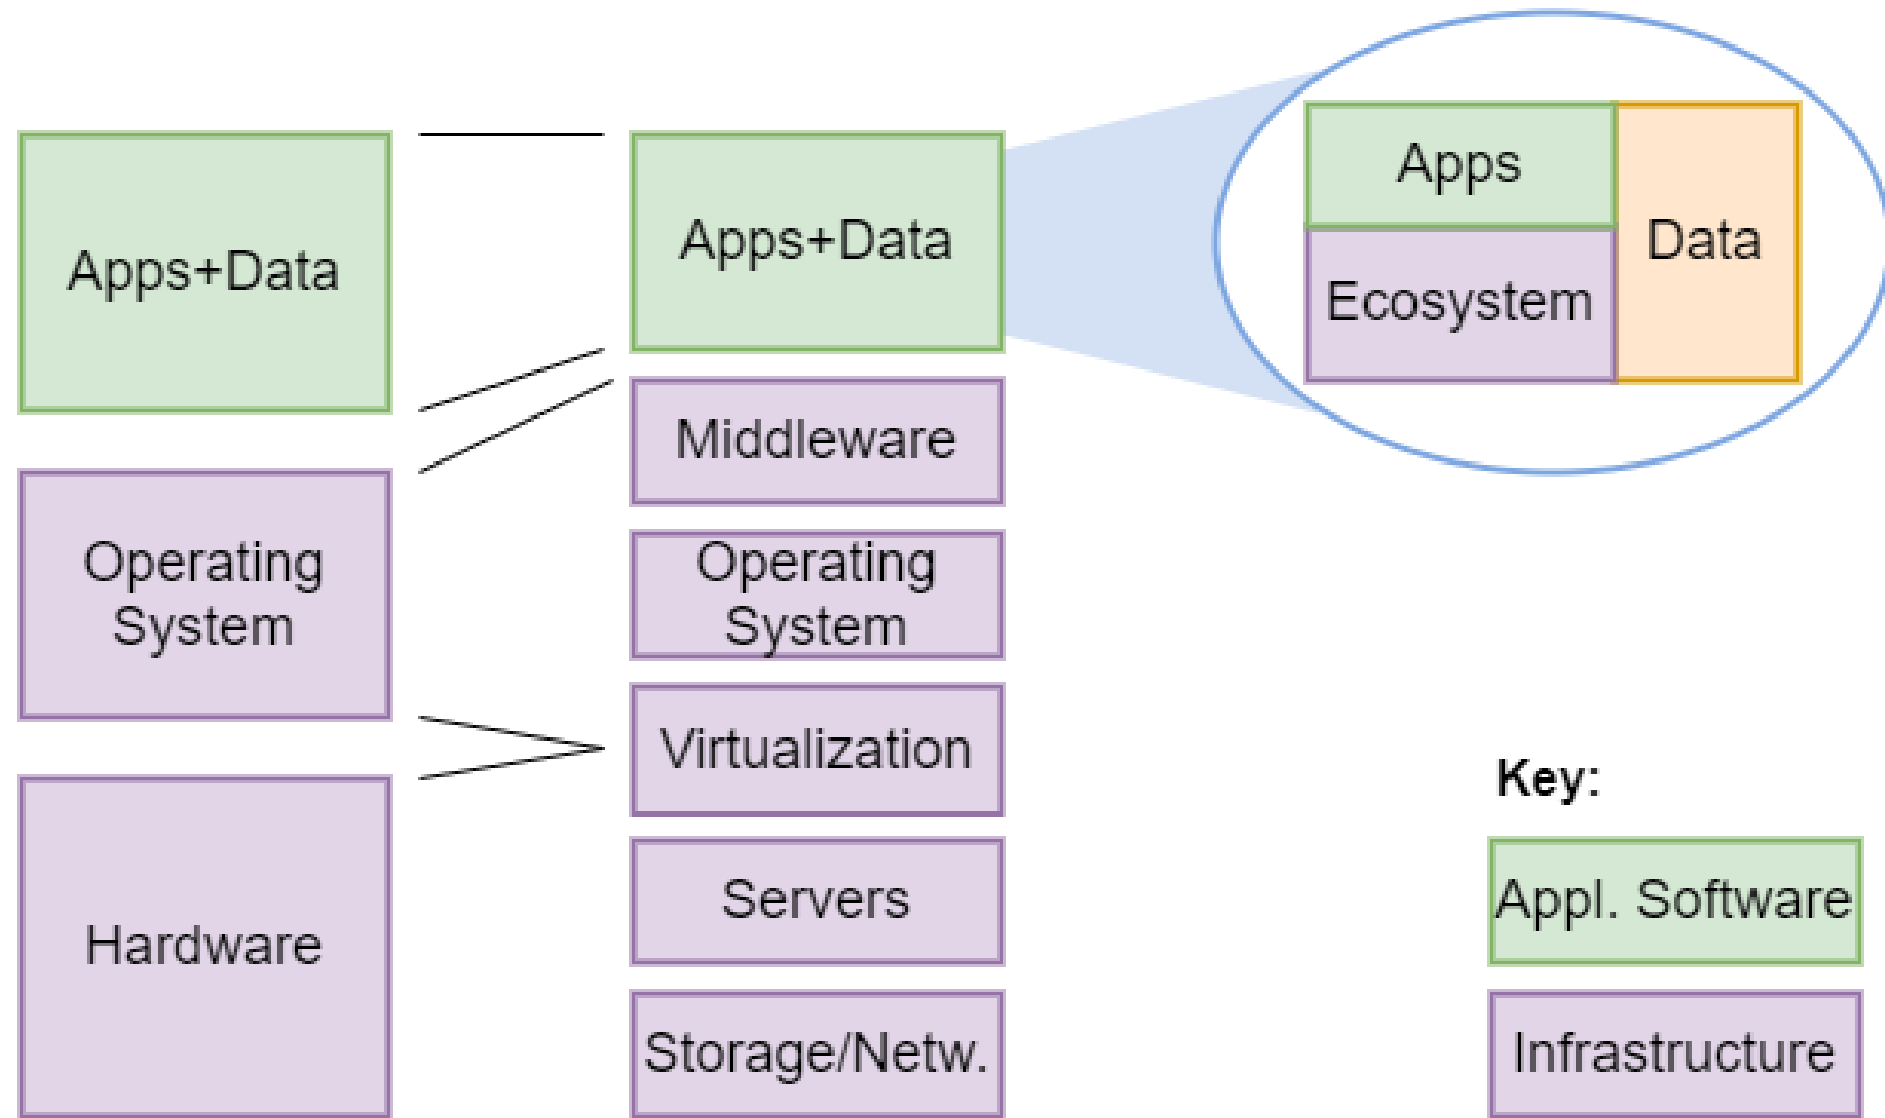 Apps+Data
Operating
System
Hardware
Apps+Data
Middleware
Operating
System
Virtualization
Servers
Storage/Netw.
Apps
Ecosystem
Data
Key:
Appl. Software
Infrastructure